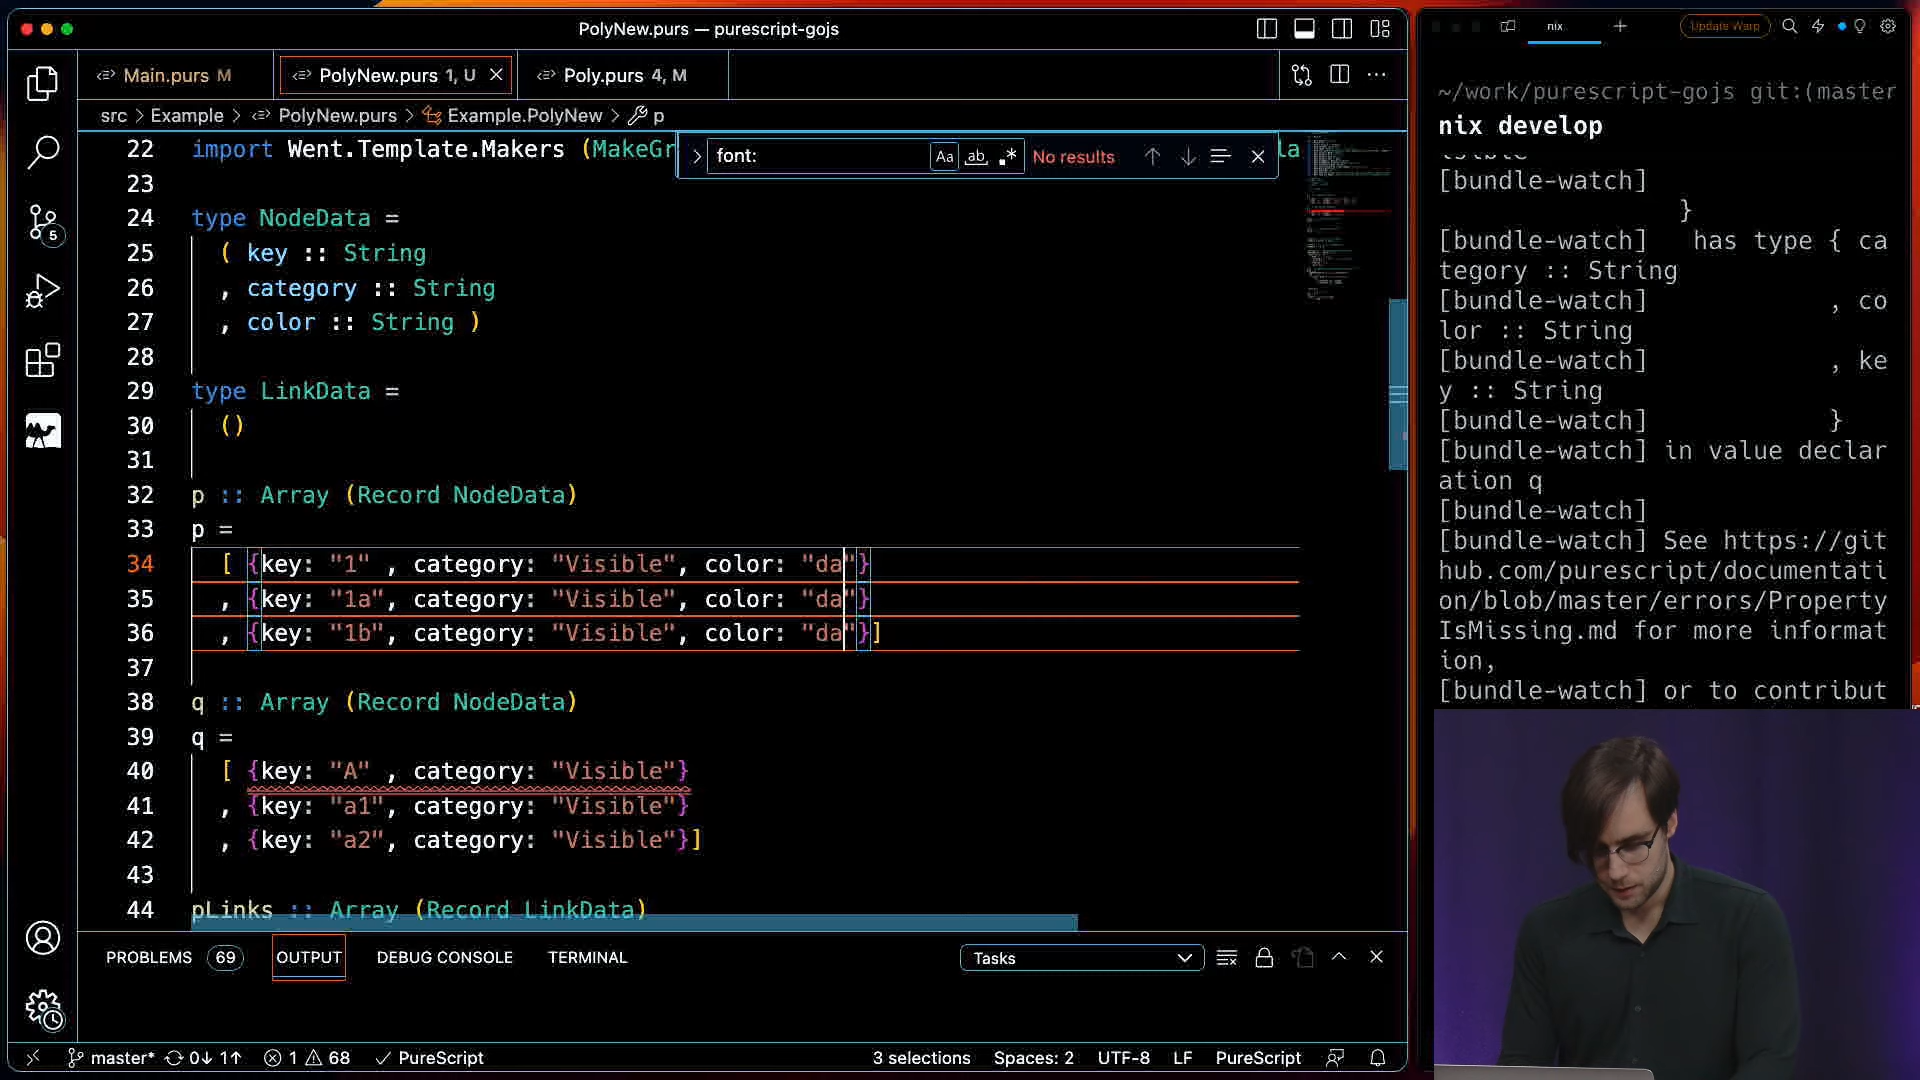 PolyNew.purs — purescript-gojs
Main.purs M
PolyNew.purs 1, U
Poly.purs 4, M
src > Example > PolyNew.purs > Example.PolyNew > p
font:
Aa
ab
.*
No results
22 import Went.Template.Makers (MakeGr
23
24 type NodeData =
25 ( key :: String
26 , category :: String
27 , color :: String )
28
29 type LinkData =
30 ()
31
32 p :: Array (Record NodeData)
33 p =
34 [ {key: "1" , category: "Visible", color: "da"}
35 , {key: "1a", category: "Visible", color: "da"}
36 , {key: "1b", category: "Visible", color: "da"}]
37
38 q :: Array (Record NodeData)
39 q =
40 [ {key: "A" , category: "Visible"}
41 , {key: "a1", category: "Visible"}
42 , {key: "a2", category: "Visible"}]
43
44 pLinks :: Array (Record LinkData)
5
PROBLEMS 69
OUTPUT
DEBUG CONSOLE
TERMINAL
Tasks
master* 0↓ 1↑
1 68
PureScript
3 selections
Spaces: 2
UTF-8
LF
PureScript
nix
Update Warp
~/work/purescript-gojs git:(master
nix develop
[bundle-watch]
}
[bundle-watch] has type { ca
tegory :: String
[bundle-watch] , co
lor :: String
[bundle-watch] , ke
y :: String
[bundle-watch] }
[bundle-watch] in value declar
ation q
[bundle-watch]
[bundle-watch] See https://git
hub.com/purescript/documentati
on/blob/master/errors/Property
IsMissing.md for more informat
ion,
[bundle-watch] or to contribut